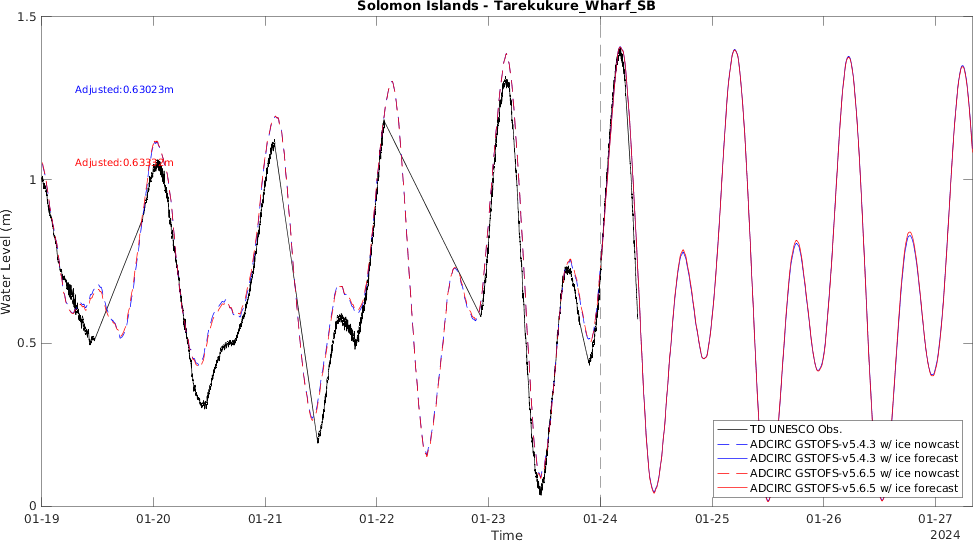 Solomon Islands - Tarekukure_Wharf_SB
1.5
1
0.5
0
Water Level (m)
Adjusted:0.63023m
Adjusted:0.63333m
TD UNESCO Obs.
ADCIRC GSTOFS-v5.4.3 w/ ice nowcast
ADCIRC GSTOFS-v5.4.3 w/ ice forecast
ADCIRC GSTOFS-v5.6.5 w/ ice nowcast
ADCIRC GSTOFS-v5.6.5 w/ ice forecast
01-19 01-20 01-21 01-22 01-23 01-24 01-25 01-26 01-27
Time
2024